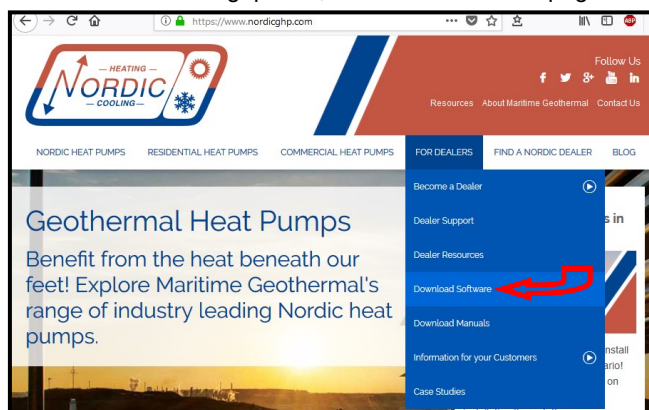 https://www.nordicghp.com
HEATING
NORDIC
COOLING
Follow Us
Resources About Maritime Geothermal Contact Us
NORDIC HEAT PUMPS RESIDENTIAL HEAT PUMPS COMMERCIAL HEAT PUMPS FOR DEALERS FIND A NORDIC DEALER BLOG
Become a Dealer
Dealer Support
Dealer Resources
Download Software
Download Manuals
Information for your Customers
Case Studies
Geothermal Heat Pumps
Benefit from the heat beneath our
feet! Explore Maritime Geothermal's
range of industry leading Nordic heat
pumps.
s in
on